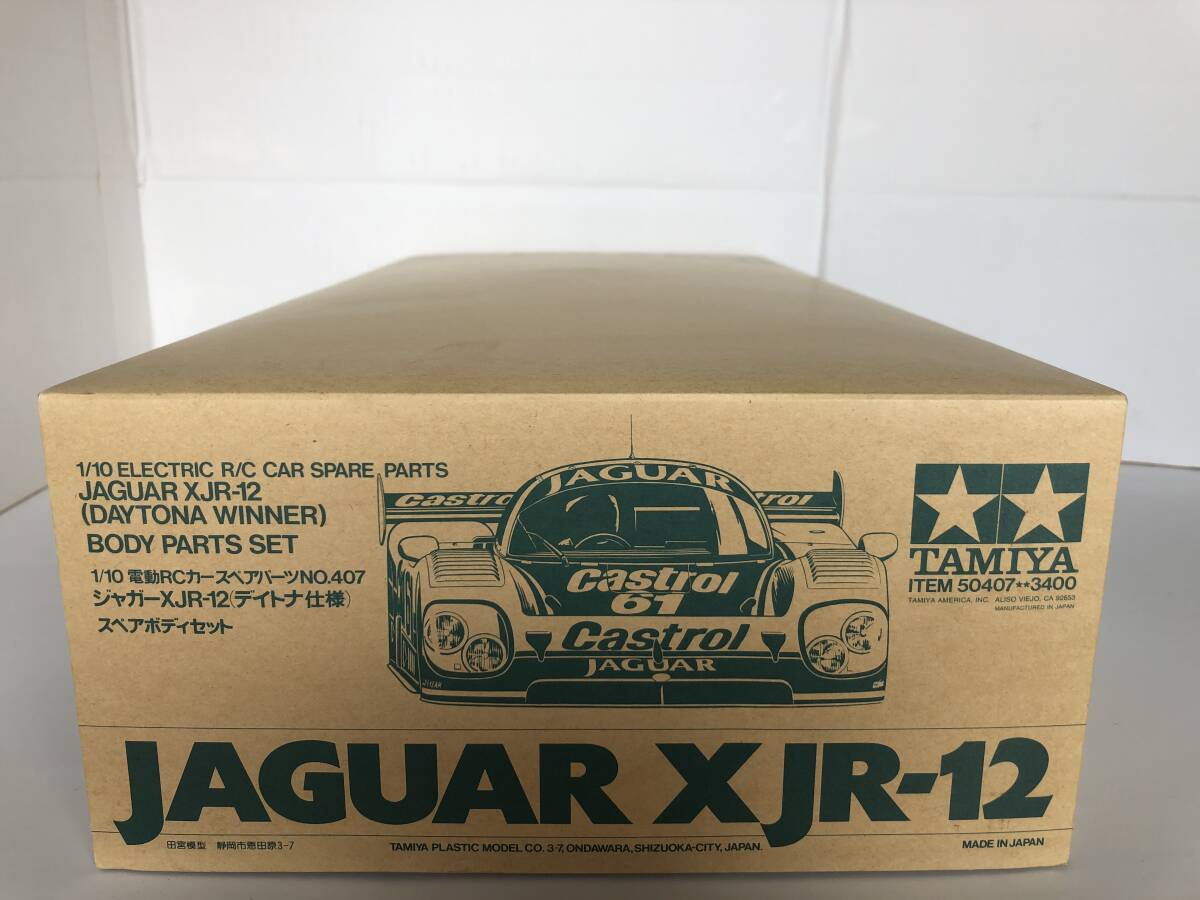 1/10 ELECTRIC R/C CAR SPARE PARTS
JAGUAR XJR-12
(DAYTONA WINNER)
BODY PARTS SET
1/10 電動RCカースペアパーツNO.407
ジャガーXJR-12(デイトナ仕様)
スペアボディセット
JAGUAR
Castrol
trol
Castrol
61
Castrol
JAGUAR
TAMIYA
ITEM 50407★★3400
TAMIYA AMERICA, INC. ALISO VIEJO, CA 92653
MANUFACTURED IN JAPAN
JAGUAR XJR-12
田宮模型 静岡市恩田原3-7
TAMIYA PLASTIC MODEL CO. 3-7, ONDAWARA, SHIZUOKA-CITY, JAPAN.
MADE IN JAPAN